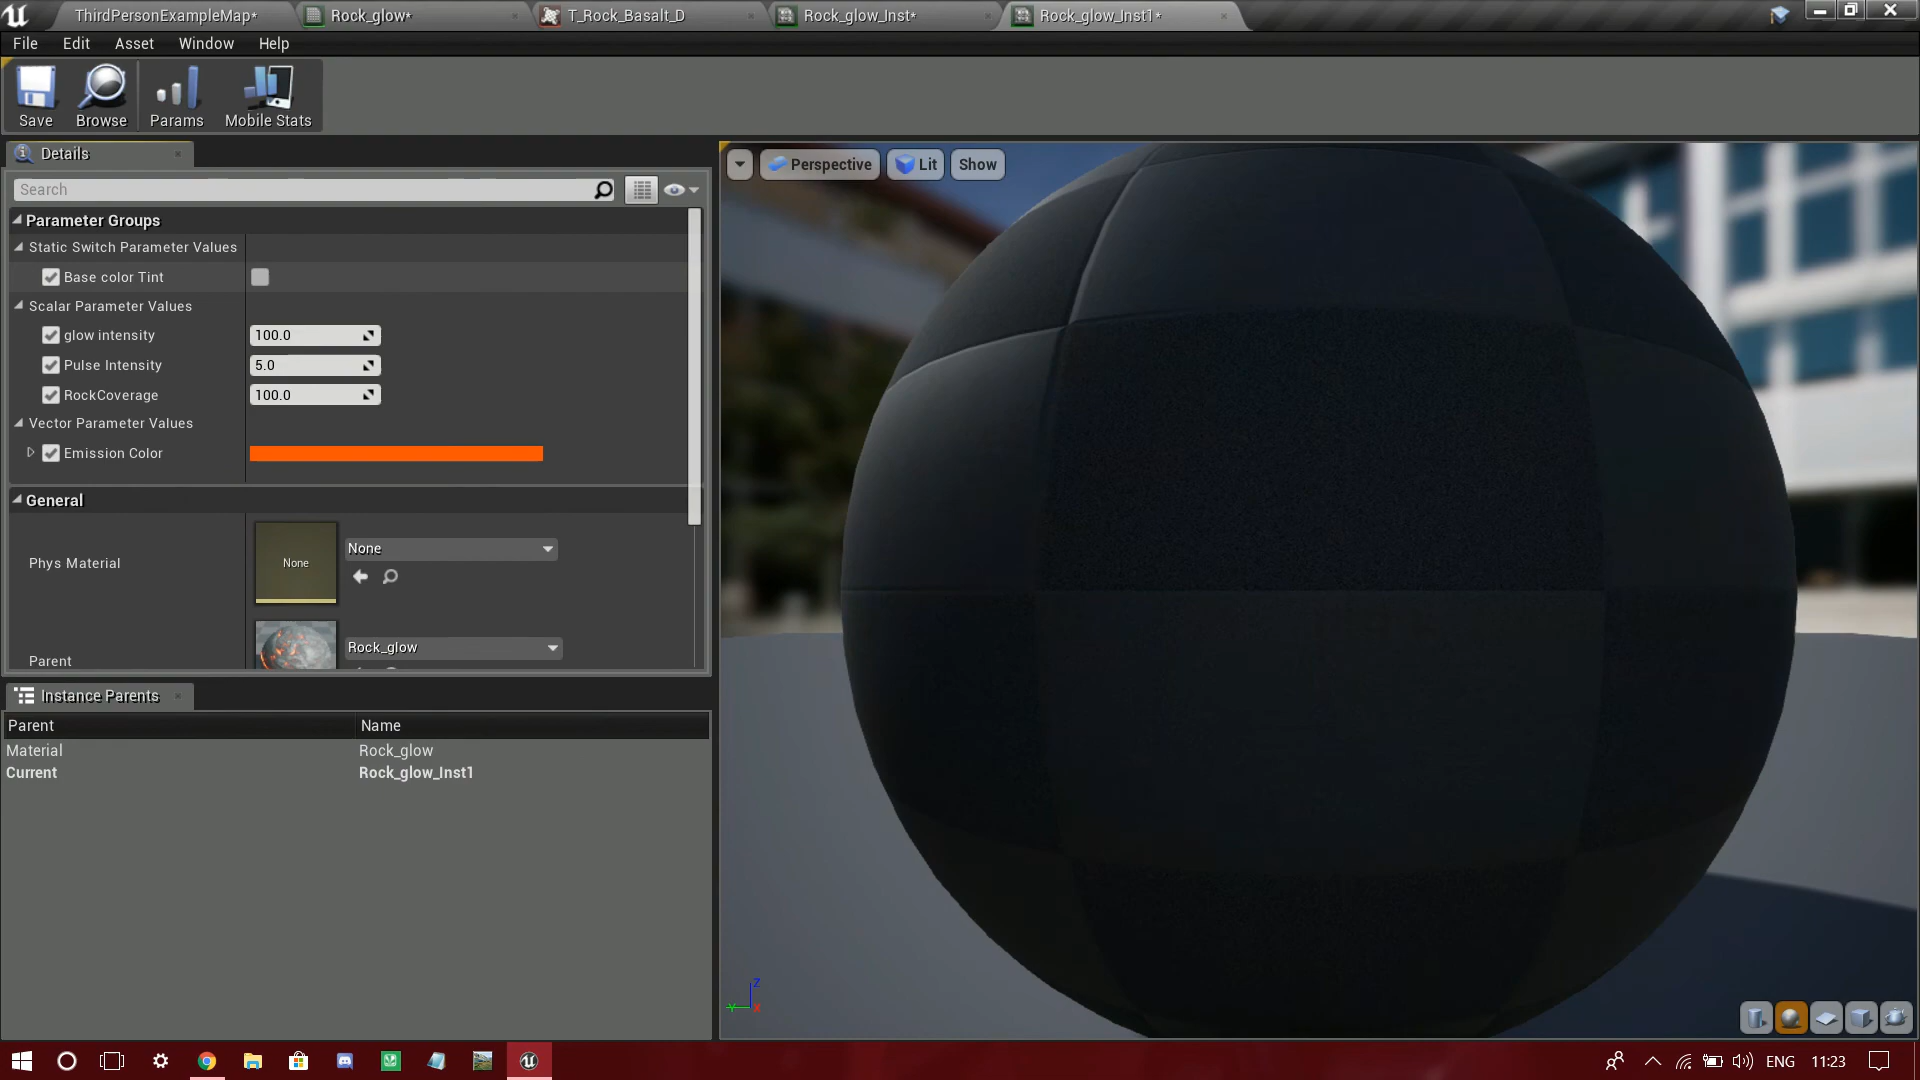 ThirdPersonExampleMap*
Rock_glow*
T_Rock_Basalt_D
Rock_glow_Inst*
Rock_glow_Inst1*
File Edit Asset Window Help
Save Browse Params Mobile Stats
Details
Search
Parameter Groups
Static Switch Parameter Values
Base color Tint
Scalar Parameter Values
glow intensity 100.0
Pulse Intensity 5.0
RockCoverage 100.0
Vector Parameter Values
Emission Color
General
Phys Material None None
Parent Rock_glow
Instance Parents
Parent Name
Material Rock_glow
Current Rock_glow_Inst1
Perspective Lit Show
Z
Y X
ENG 11:23